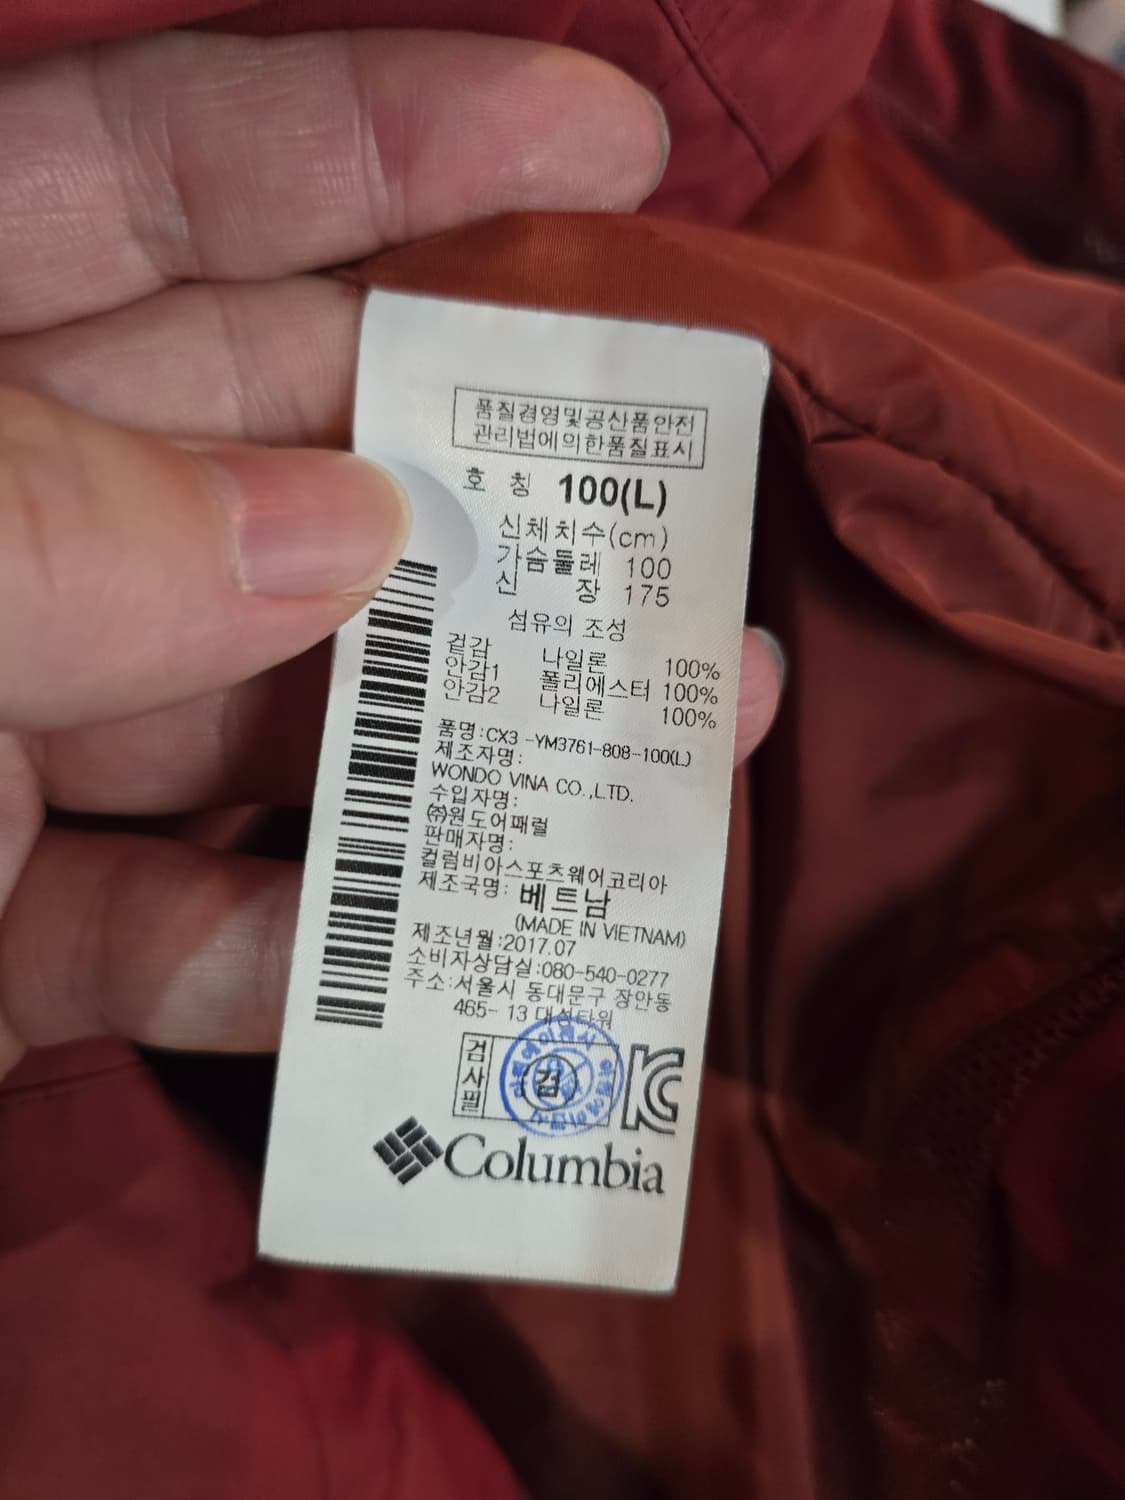 품질경영및공산품안전
관리법에의한품질표시
호 칭 100(L)
신체치수(cm)
가슴둘레 100
신 장 175
섬유의 조성
겉감 나일론 100%
안감1 폴리에스터 100%
안감2 나일론 100%
품명:CX3 -YM3761-808-100(L)
제조자명:
WONDO VINA CO.,LTD.
수입자명:
㈜원도어패럴
판매자명:
컬럼비아스포츠웨어코리아
제조국명: 베트남
(MADE IN VIETNAM)
제조년월:2017.07
소비자상담실:080-540-0277
주소:서울시 동대문구 장안동
465- 13 대성타워
검사필
검
Columbia